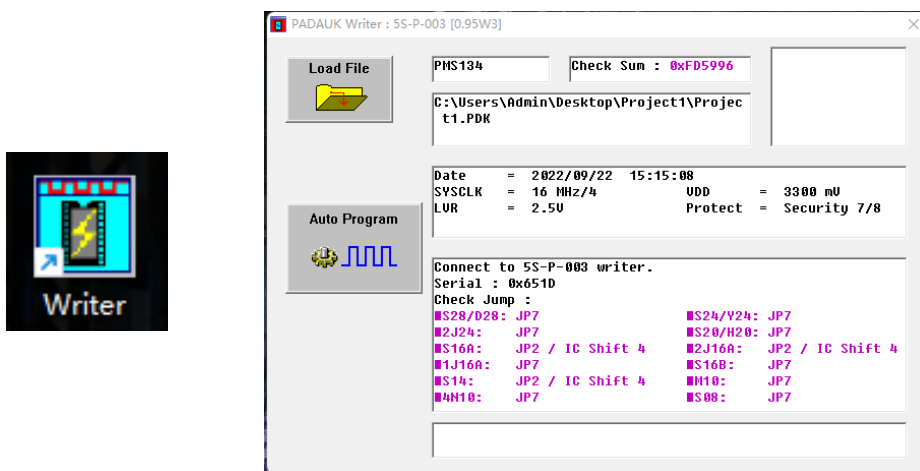 PADAUK Writer : 5S-P-003 [0.95W3]
Load File
PMS134
Check Sum : 0xFD5996
C:\Users\Admin\Desktop\Project1\Projec
t1.PDK
Date = 2022/09/22 15:15:08
SYSCLK = 16 MHz/4 VDD = 3300 mV
LVR = 2.5V Protect = Security 7/8
Auto Program
Connect to 5S-P-003 writer.
Serial : 0x651D
Check Jump :
■S28/D28: JP7 ■S24/Y24: JP7
■2J24: JP7 ■S20/H20: JP7
■S16A: JP2 / IC Shift 4 ■2J16A: JP2 / IC Shift 4
■1J16A: JP7 ■S16B: JP7
■S14: JP2 / IC Shift 4 ■M10: JP7
■4N10: JP7 ■S08: JP7
Writer